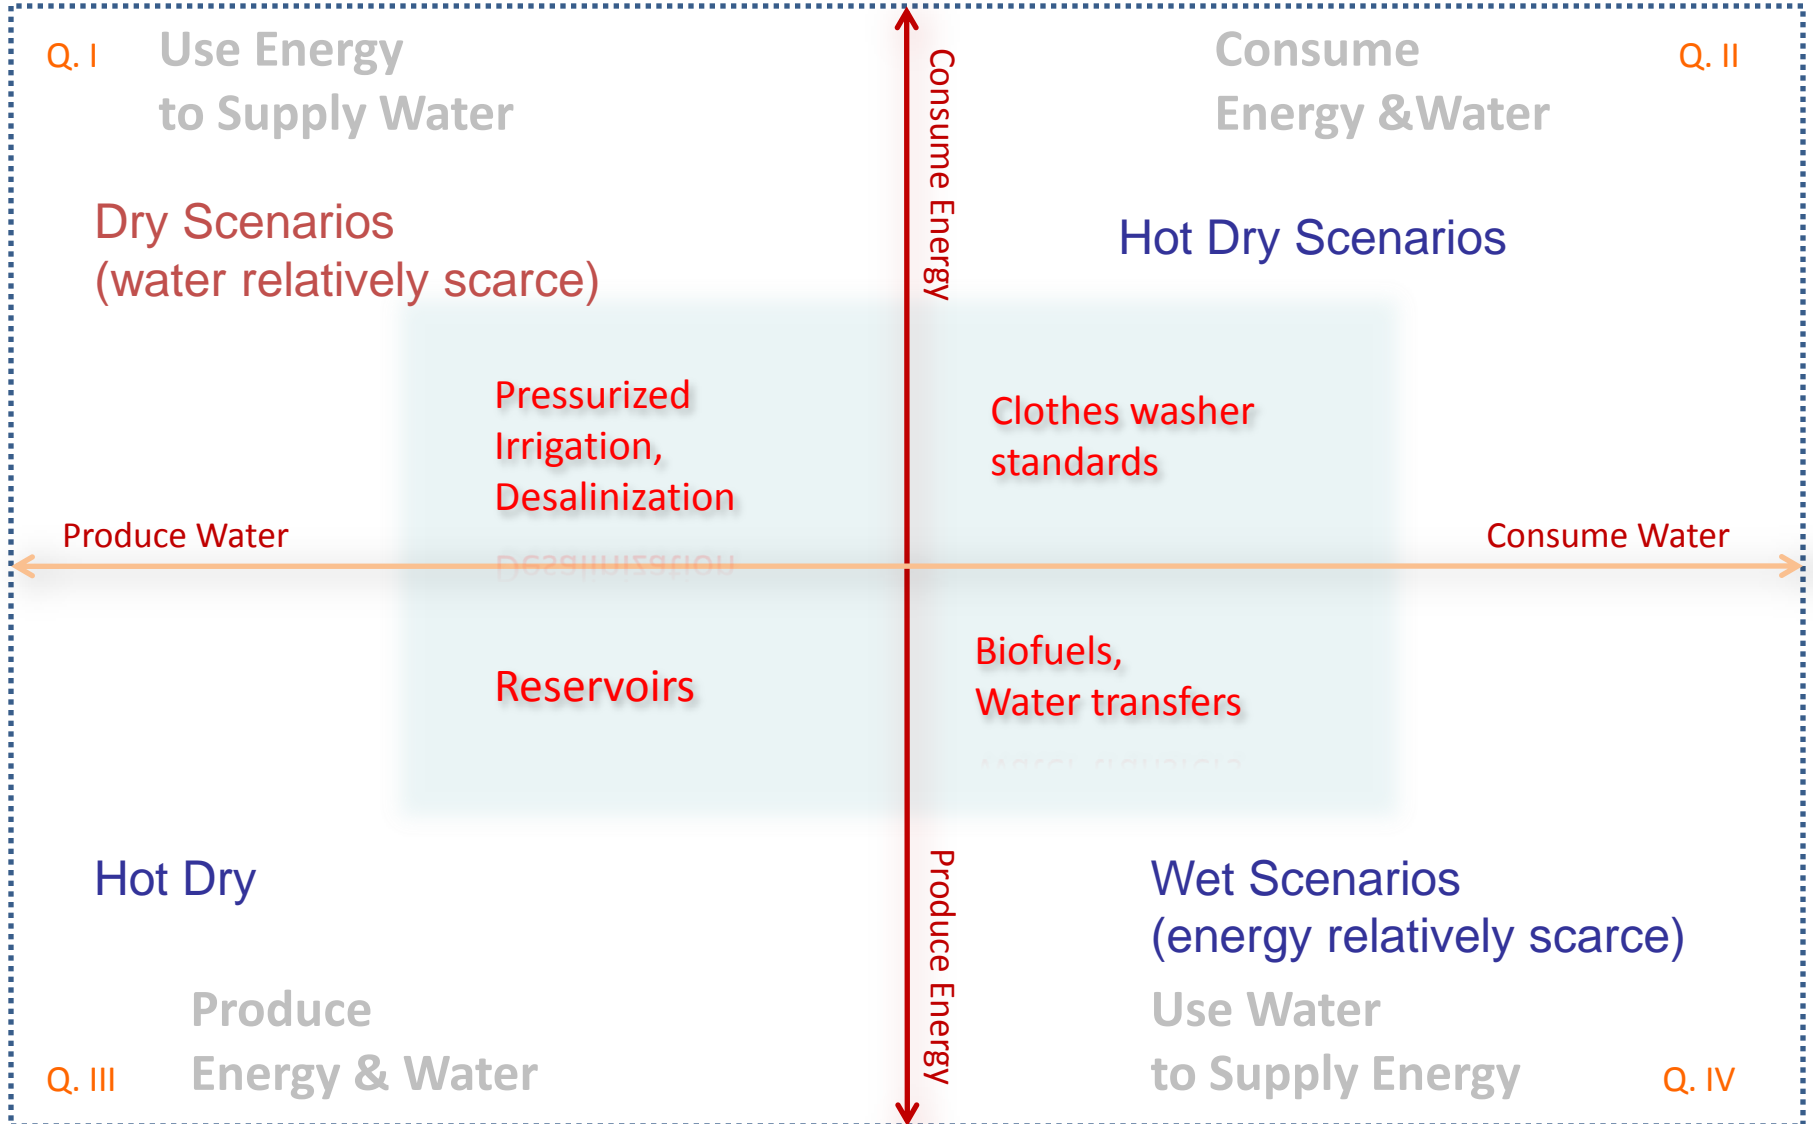 Q. I
Use Energy
to Supply Water
Consume
Energy &Water
Q. II
Consume Energy
Dry Scenarios
(water relatively scarce)
Hot Dry Scenarios
Pressurized
Irrigation,
Desalinization
Clothes washer
standards
Produce Water
Consume Water
Reservoirs
Biofuels,
Water transfers
Hot Dry
Produce Energy
Wet Scenarios
(energy relatively scarce)
Produce
Energy & Water
Q. III
Use Water
to Supply Energy
Q. IV